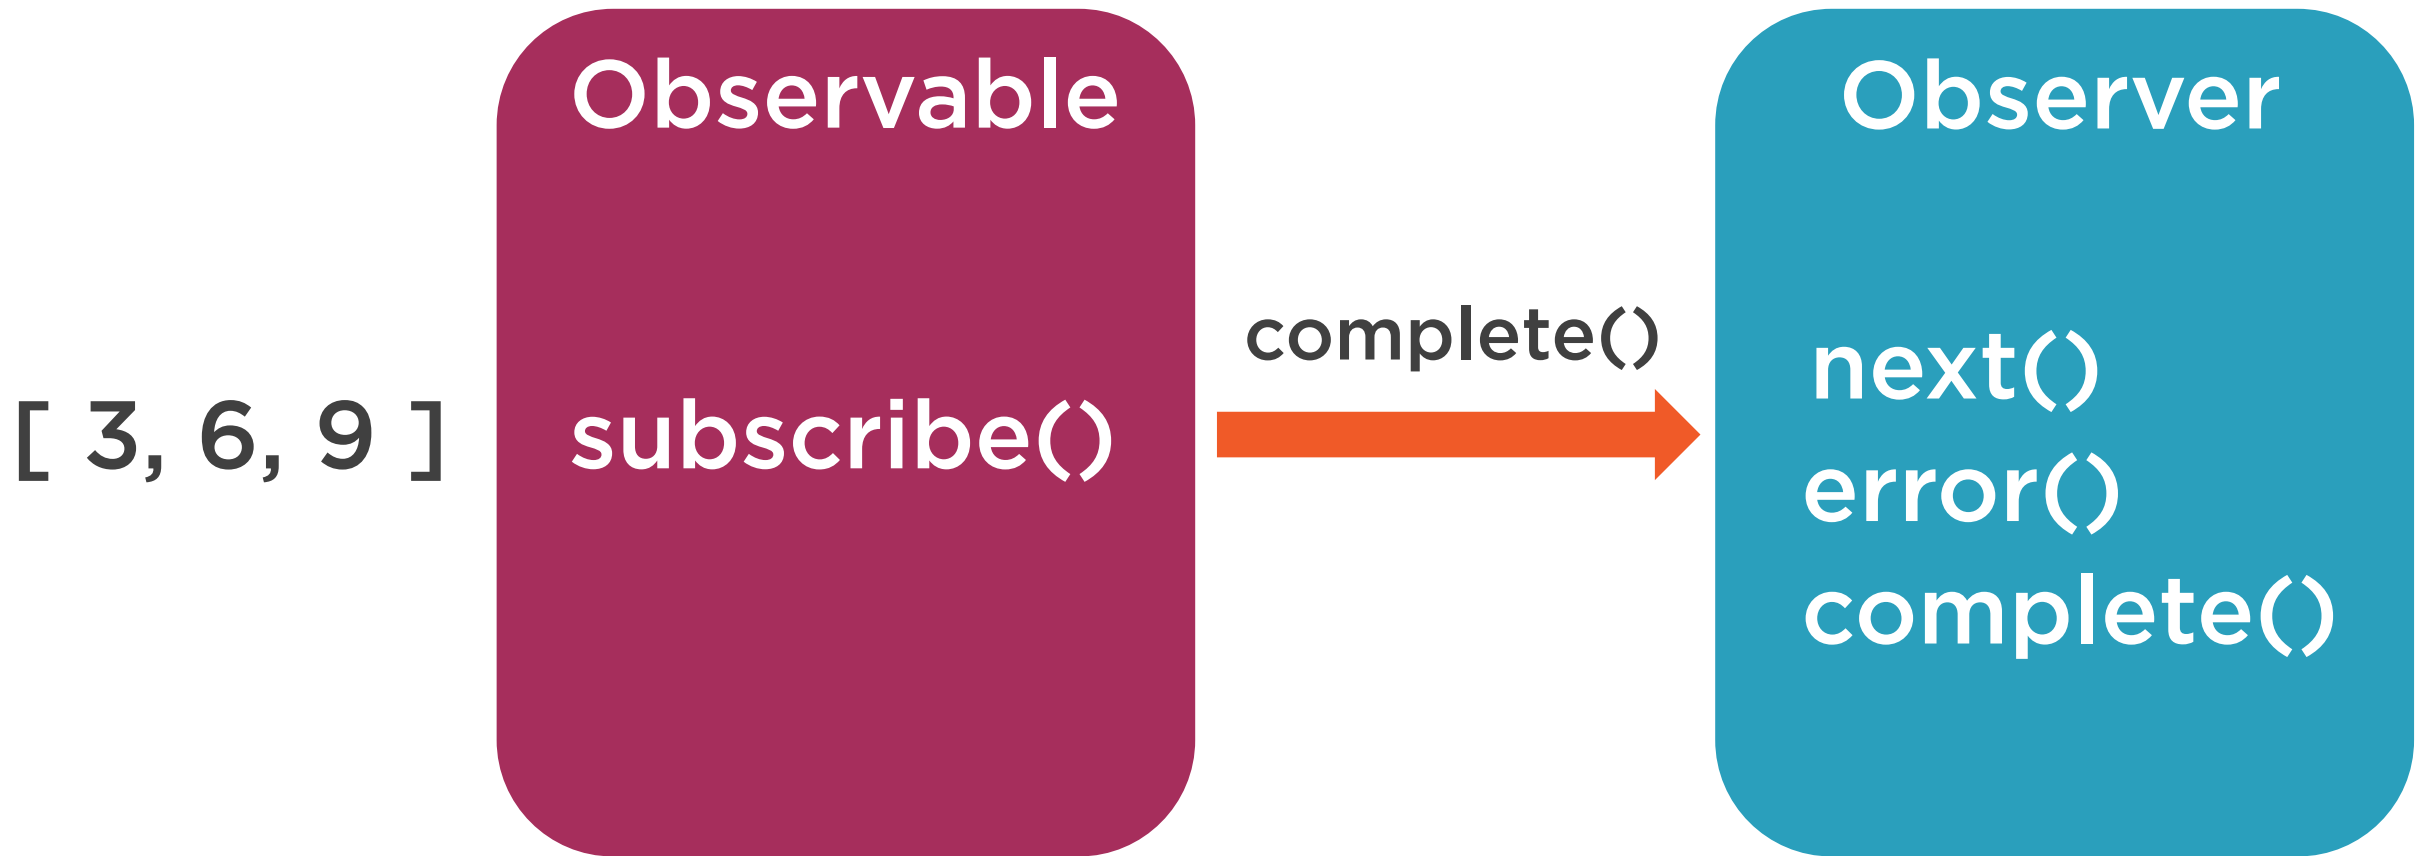 [ 3, 6, 9 ]
Observable
subscribe()
complete()
Observer
next()
error()
complete()